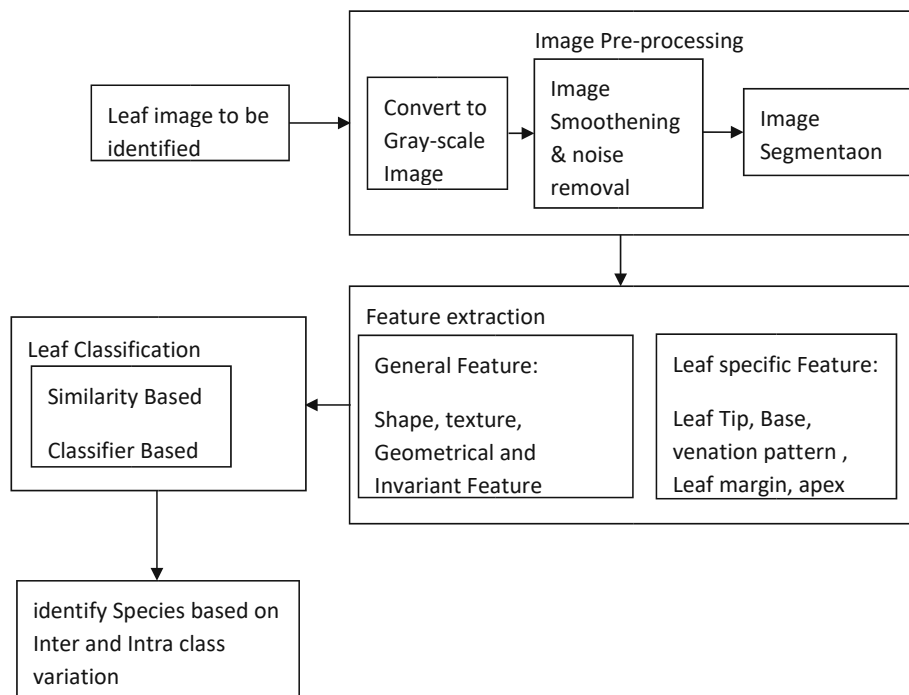 Image Pre-processing
Leaf image to be
identified
Convert to
Gray-scale
Image
Image
Smoothening
& noise
removal
Image
Segmentaon
Feature extraction
General Feature:
Shape, texture,
Geometrical and
Invariant Feature
Leaf specific Feature:
Leaf Tip, Base,
venation pattern ,
Leaf margin, apex
Leaf Classification
Similarity Based
Classifier Based
identify Species based on
Inter and Intra class
variation